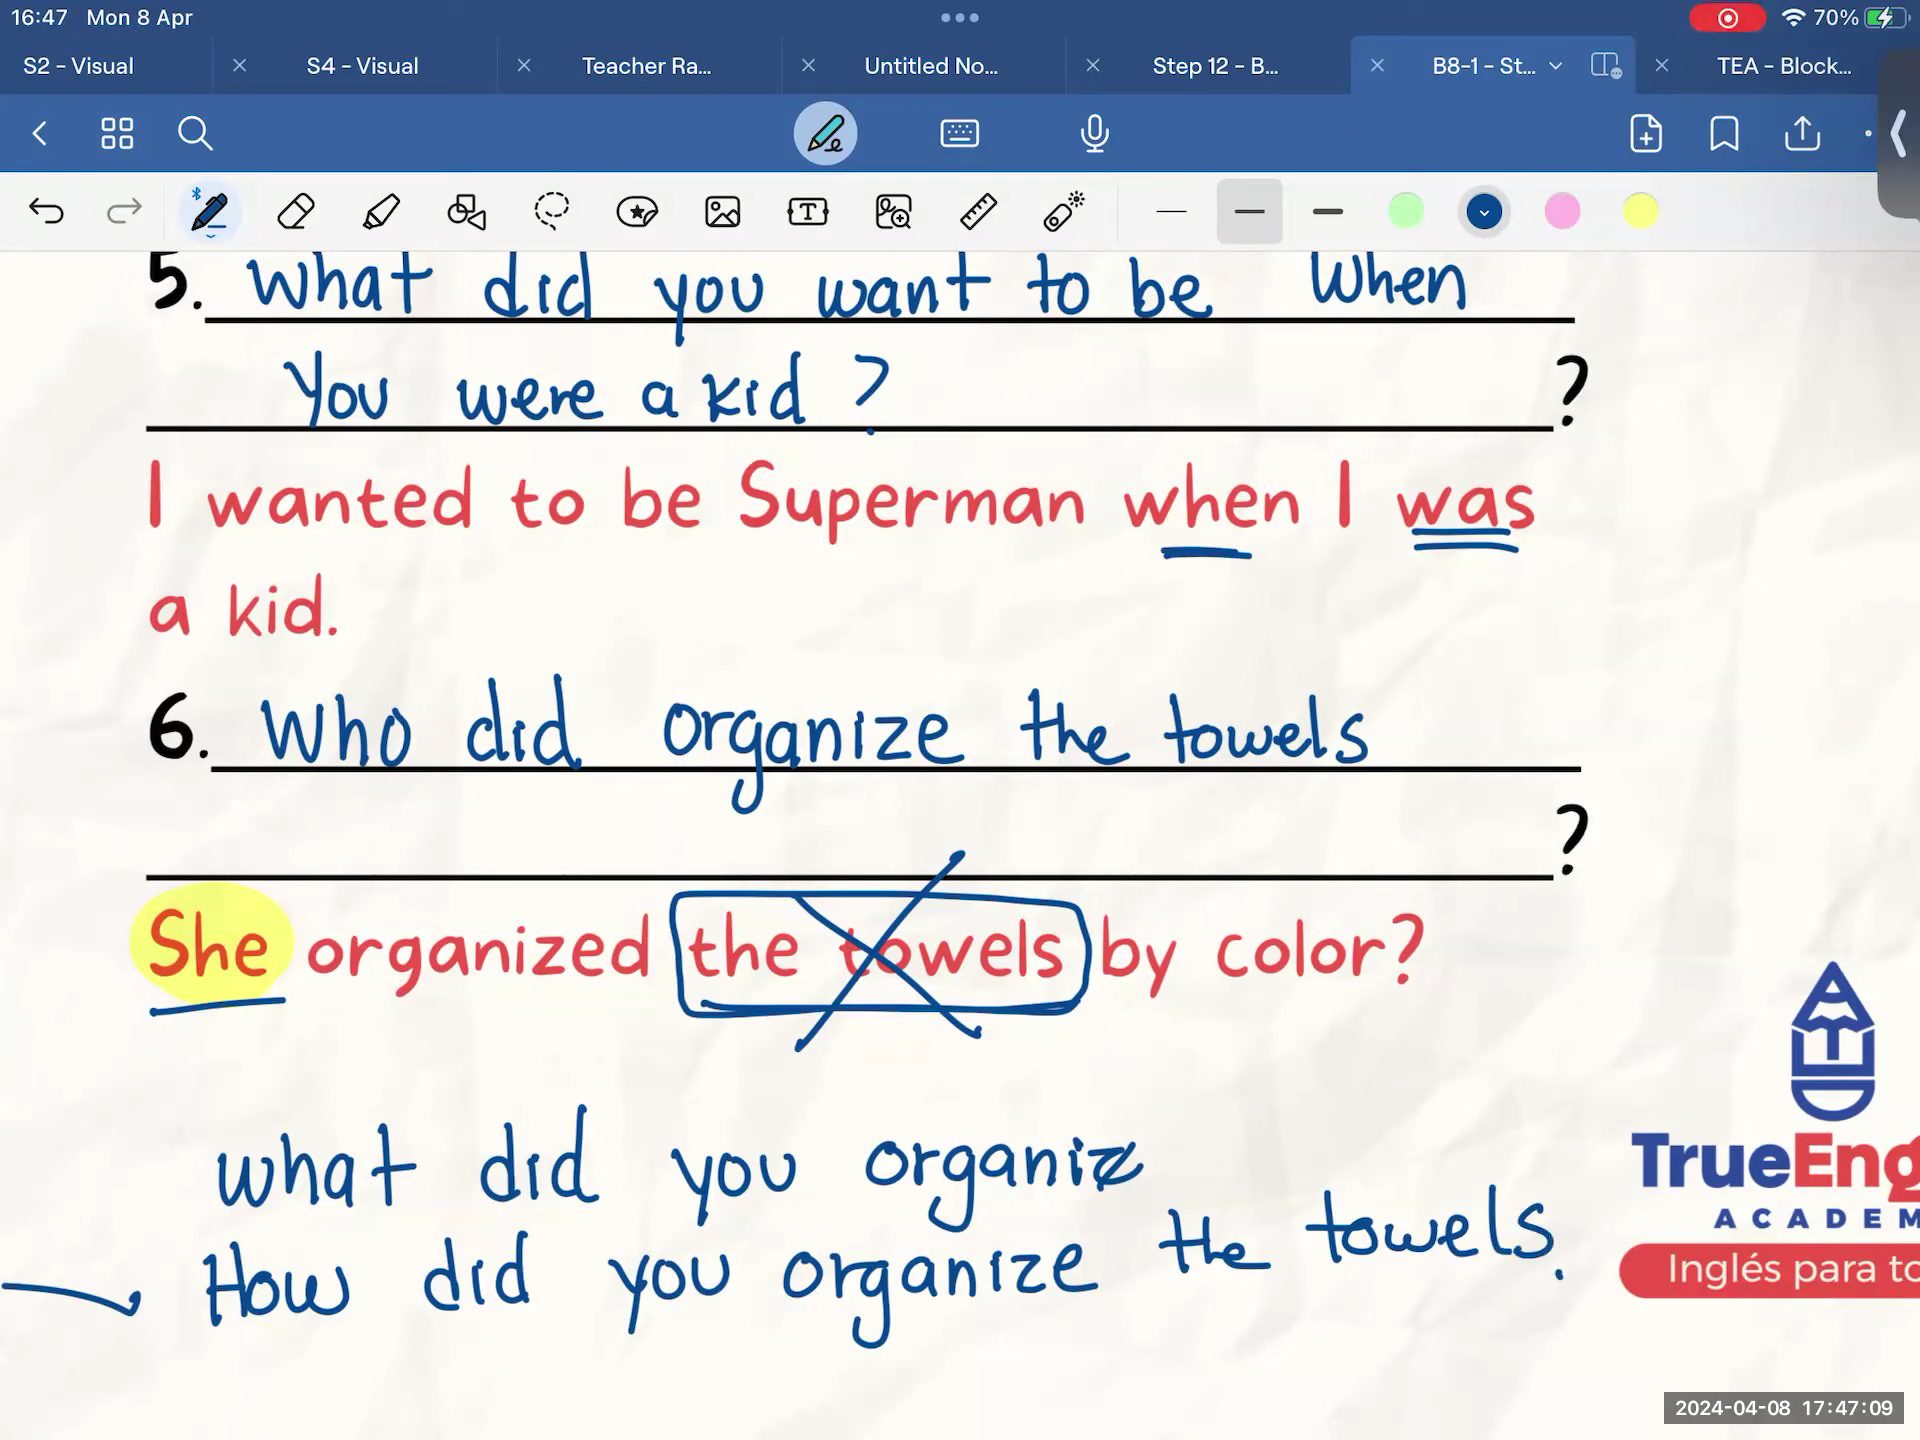 16:47 Mon 8 Apr
70%
S2 - Visual
S4 - Visual
Teacher Ra...
Untitled No...
Step 12 - B...
B8-1 - St...
TEA - Block...
5. What did you want to be when
you were a kid ?
?
I wanted to be Superman when I was
a kid.
6. Who did organize the towels
?
She organized the towels by color?
what did you organiz
How did you organize the towels.
TrueEng
ACADEM
Inglés para to
2024-04-08 17:47:09